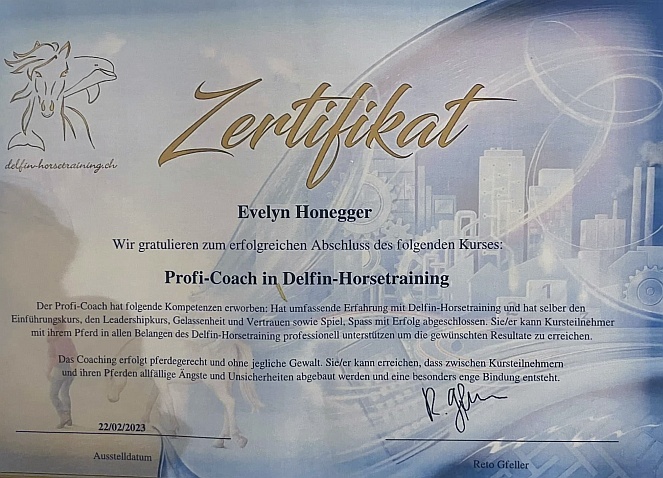 delfin-horsetraining.ch
Zertifikat
Evelyn Honegger
Wir gratulieren zum erfolgreichen Abschluss des folgenden Kurses:
Profi-Coach in Delfin-Horsetraining
Der Profi-Coach hat folgende Kompetenzen erworben: Hat umfassende Erfahrung mit Delfin-Horsetraining und hat selber den
Einführungskurs, den Leadershipkurs, Gelassenheit und Vertrauen sowie Spiel, Spass mit Erfolg abgeschlossen. Sie/er kann Kursteilnehmer
mit ihrem Pferd in allen Belangen des Delfin-Horsetraining professionell unterstützen um die gewünschten Resultate zu erreichen.
Das Coaching erfolgt pferdegerecht und ohne jegliche Gewalt. Sie/er kann erreichen, dass zwischen Kursteilnehmern
und ihren Pferden allfällige Ängste und Unsicherheiten abgebaut werden und eine besonders enge Bindung entsteht.
R. Gfeller
22/02/2023
Ausstelldatum
Reto Gfeller